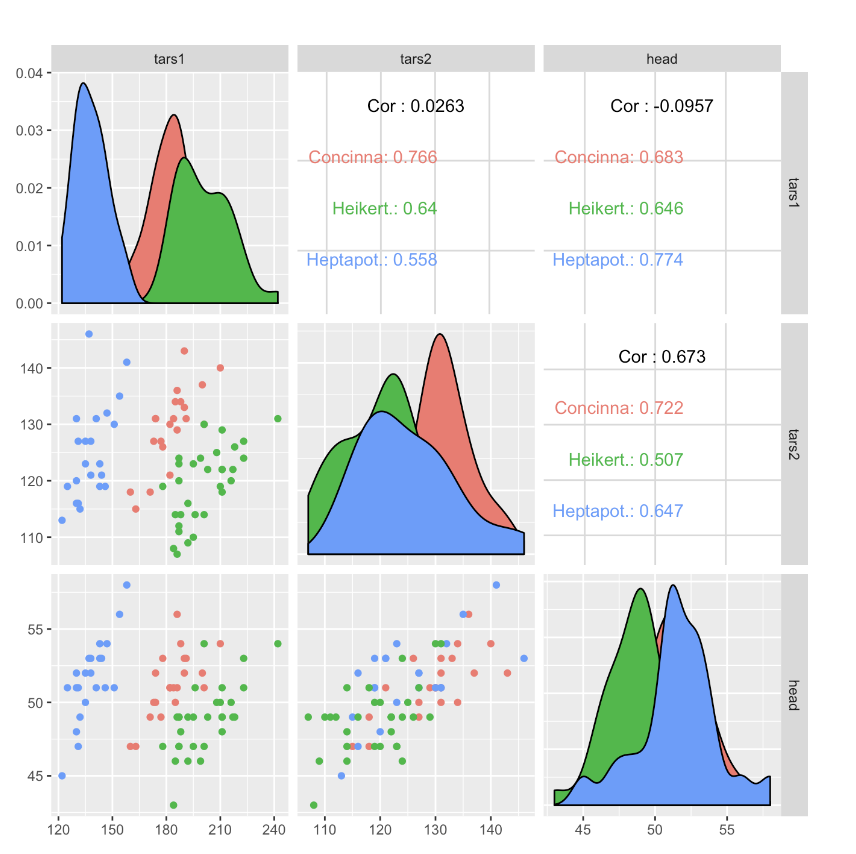 tars1 tars2 head
0.04
0.03
0.02
0.01
0.00
Cor : 0.0263
Concinna: 0.766
Heikert.: 0.64
Heptapot.: 0.558
Cor : -0.0957
Concinna: 0.683
Heikert.: 0.646
Heptapot.: 0.774
tars1
140
130
120
110
Cor : 0.673
Concinna: 0.722
Heikert.: 0.507
Heptapot.: 0.647
tars2
55
50
45
head
120 150 180 210 240
110 120 130 140
45 50 55